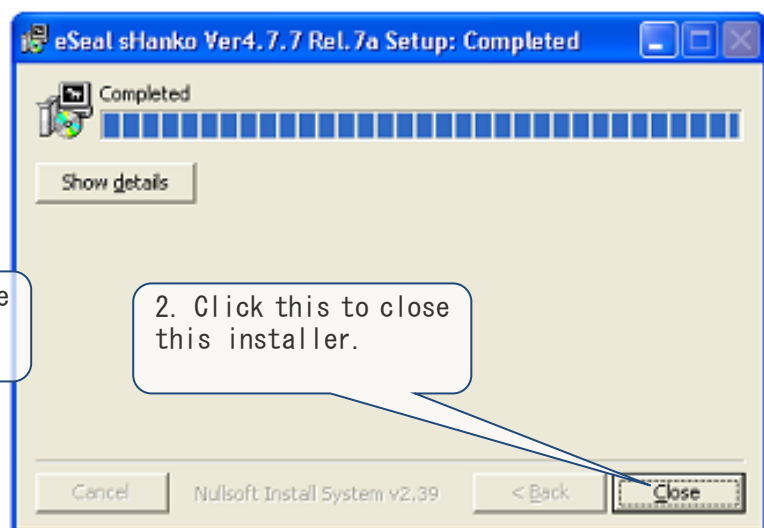 eSeal sHanko Ver4.7.7 Rel.7a Setup: Completed
Completed
Show details
e
2. Click this to close
this installer.
Cancel
Nullsoft Install System v2.39
< Back
Close